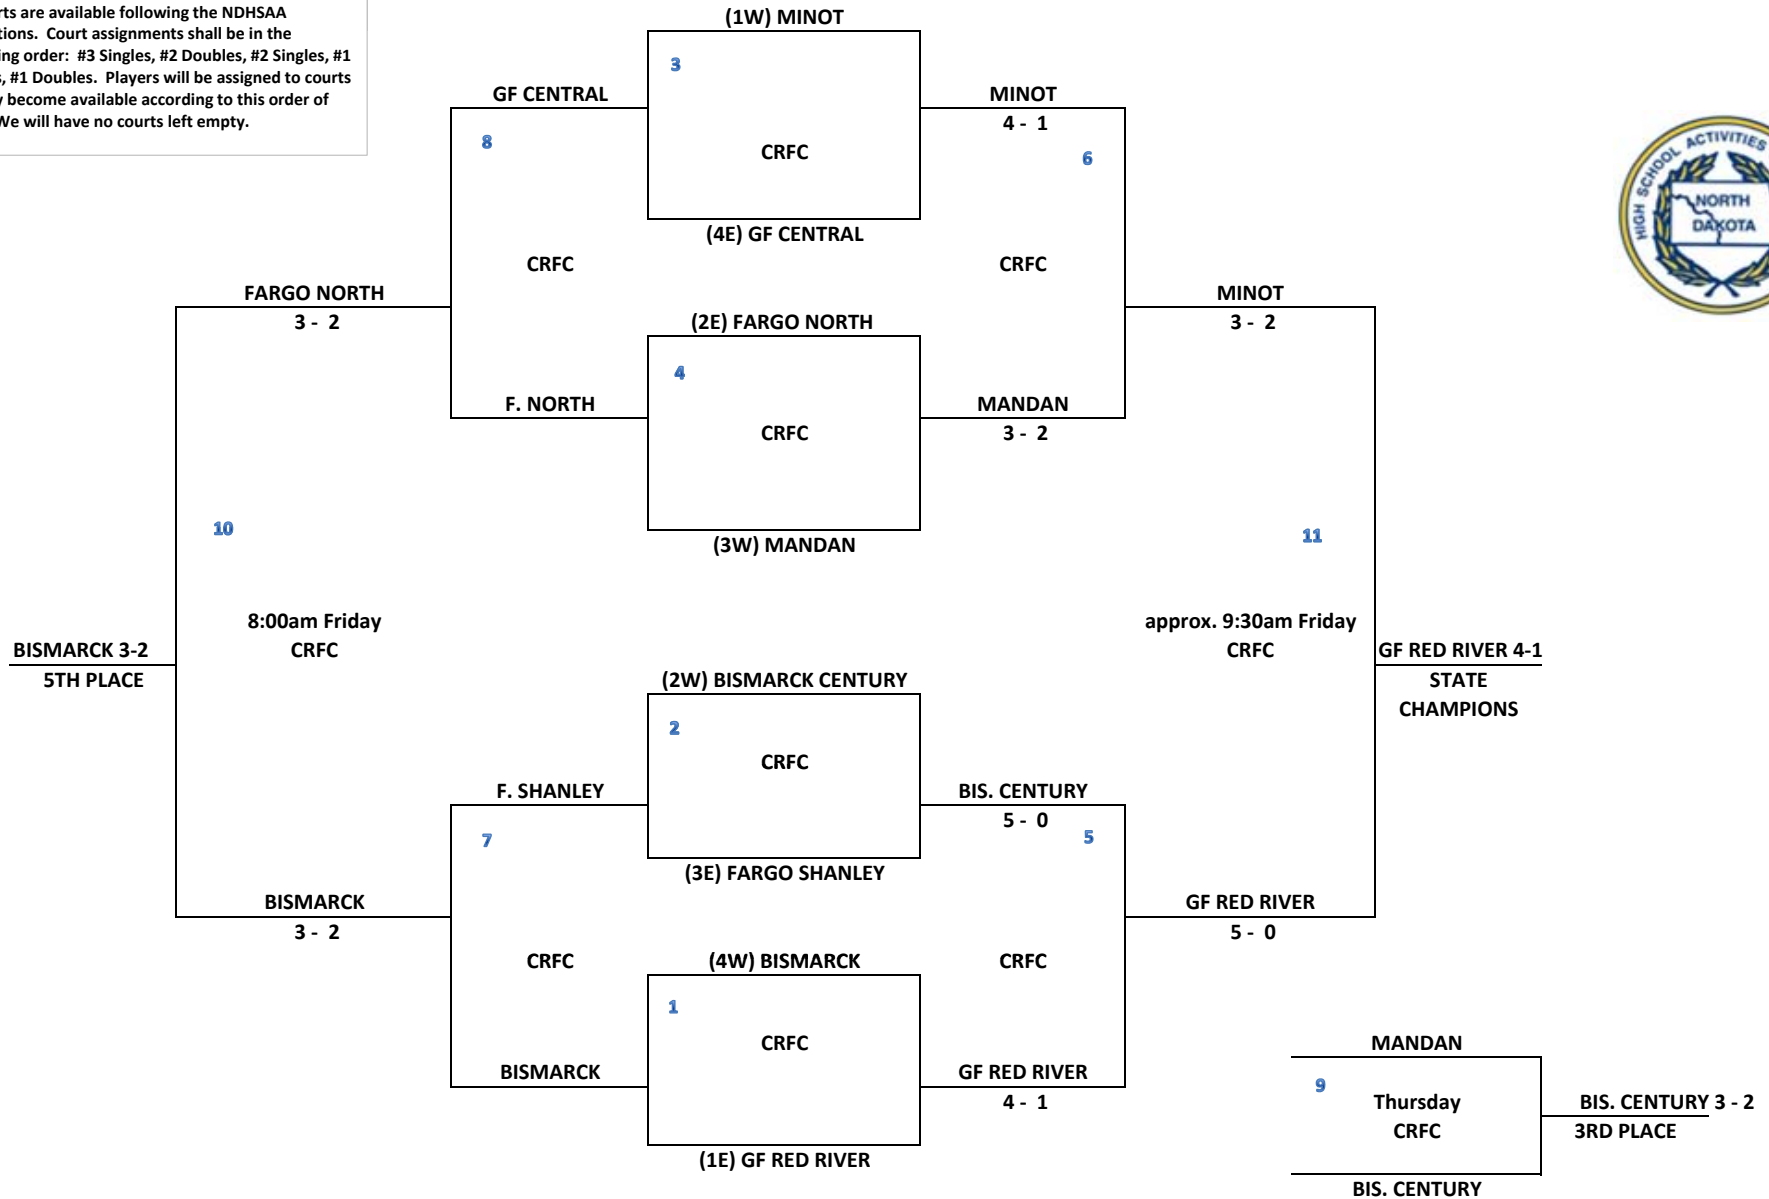 rts are available following the NDHSAA
tions. Court assignments shall be in the
ing order: #3 Singles, #2 Doubles, #2 Singles, #1
s, #1 Doubles. Players will be assigned to courts
y become available according to this order of
We will have no courts left empty.
(1W) MINOT
3
GF CENTRAL
MINOT
4 - 1
8
CRFC
6
HIGH SCHOOL ACTIVITIES
NORTH
DAKOTA
(4E) GF CENTRAL
CRFC
CRFC
FARGO NORTH
3 - 2
MINOT
3 - 2
(2E) FARGO NORTH
4
F. NORTH
MANDAN
3 - 2
CRFC
10
11
(3W) MANDAN
8:00am Friday
CRFC
approx. 9:30am Friday
CRFC
BISMARCK 3-2
5TH PLACE
GF RED RIVER 4-1
STATE
CHAMPIONS
(2W) BISMARCK CENTURY
2
CRFC
F. SHANLEY
BIS. CENTURY
5 - 0
7
5
(3E) FARGO SHANLEY
BISMARCK
3 - 2
GF RED RIVER
5 - 0
CRFC
(4W) BISMARCK
CRFC
1
CRFC
BISMARCK
GF RED RIVER
4 - 1
(1E) GF RED RIVER
MANDAN
9
Thursday
CRFC
BIS. CENTURY 3 - 2
3RD PLACE
BIS. CENTURY